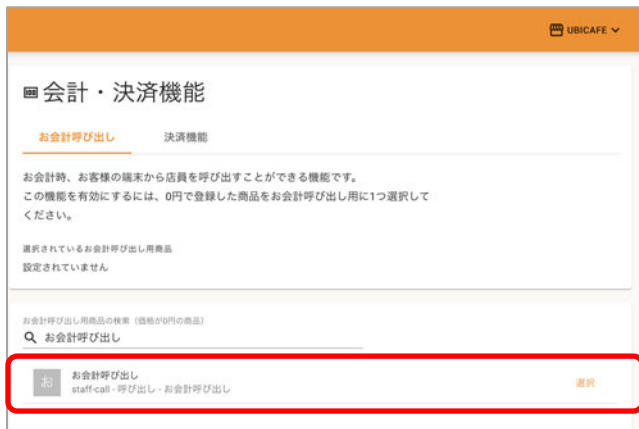 UBICAFE
会計・決済機能
お会計呼び出し 決済機能
お会計時、お客様の端末から店員を呼び出すことができる機能です。
この機能を有効にするには、0円で登録した商品をお会計呼び出し用に1つ選択して
ください。
選択されているお会計呼び出し用商品
設定されていません
お会計呼び出し用商品の検索（価格が0円の商品）
お会計呼び出し
お
お会計呼び出し
staff-call - 呼び出し - お会計呼び出し
選択